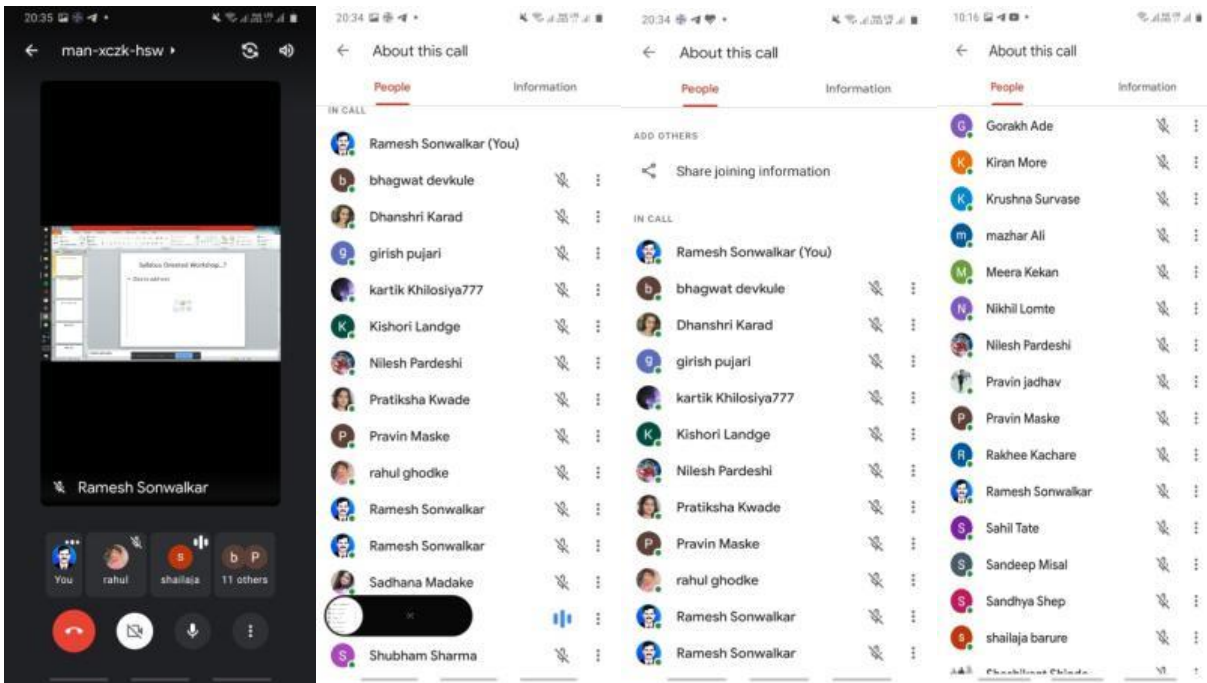 20:35
man-xczk-hsw
Syllabus Oriented Workshop..?
Ramesh Sonwalkar
s
b P
You
rahul
shailaja
11 others
20:34
About this call
People
Information
IN CALL
Ramesh Sonwalkar (You)
b
bhagwat devkule
Dhanshri Karad
g
girish pujari
kartik Khilosiya777
K
Kishori Landge
Nilesh Pardeshi
Pratiksha Kwade
P
Pravin Maske
rahul ghodke
Ramesh Sonwalkar
Ramesh Sonwalkar
Sadhana Madake
S
Shubham Sharma
20:34
About this call
People
Information
ADD OTHERS
Share joining information
IN CALL
Ramesh Sonwalkar (You)
b
bhagwat devkule
Dhanshri Karad
g
girish pujari
kartik Khilosiya777
K
Kishori Landge
Nilesh Pardeshi
Pratiksha Kwade
P
Pravin Maske
rahul ghodke
Ramesh Sonwalkar
Ramesh Sonwalkar
10:16
About this call
People
Information
G
Gorakh Ade
K
Kiran More
K
Krushna Survase
m
mazhar Ali
M
Meera Kekan
N
Nikhil Lomte
Nilesh Pardeshi
Pravin jadhav
P
Pravin Maske
R
Rakhee Kachare
Ramesh Sonwalkar
S
Sahil Tate
S
Sandeep Misal
S
Sandhya Shep
s
shailaja barure